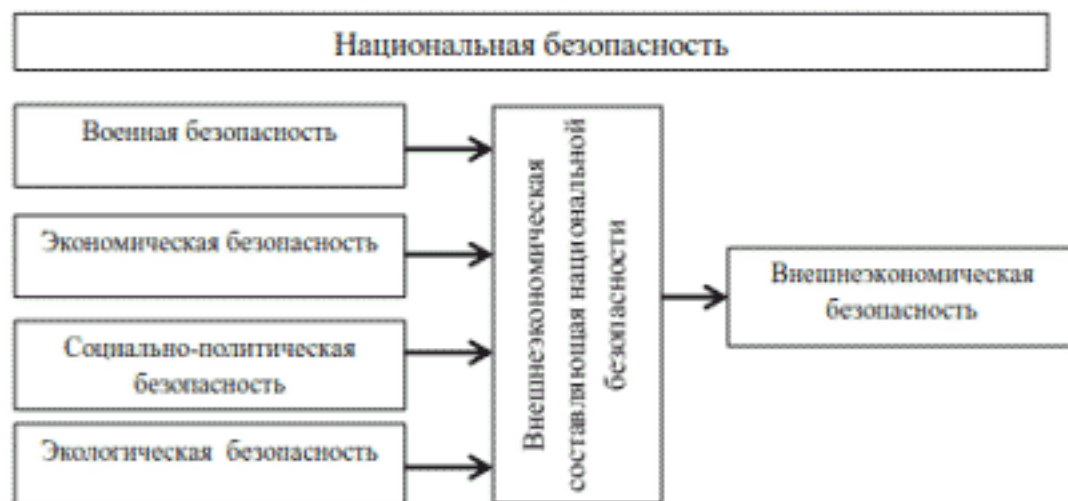 Национальная безопасность
Военная безопасность
Экономическая безопасность
Социально-политическая
безопасность
Экологическая безопасность
Внешнеэкономическая
составляющая национальной
безопасности
Внешнеэкономическая
безопасность